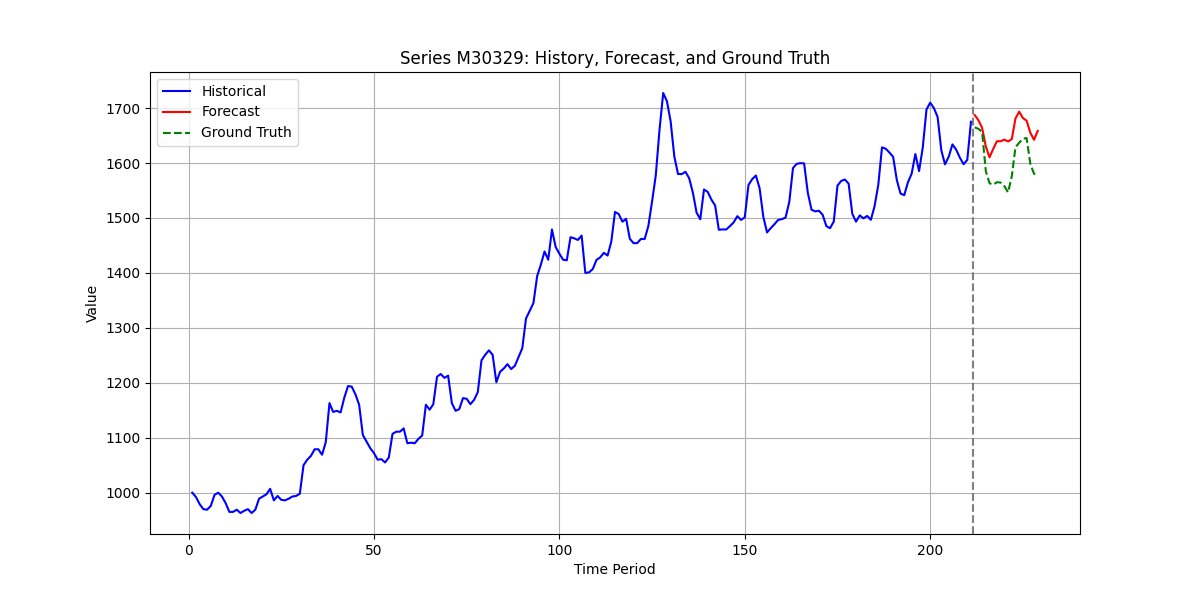 Series M30329: History, Forecast, and Ground Truth
Historical
Forecast
Ground Truth
Value
1700
1600
1500
1400
1300
1200
1100
1000
0 50 100 150 200
Time Period